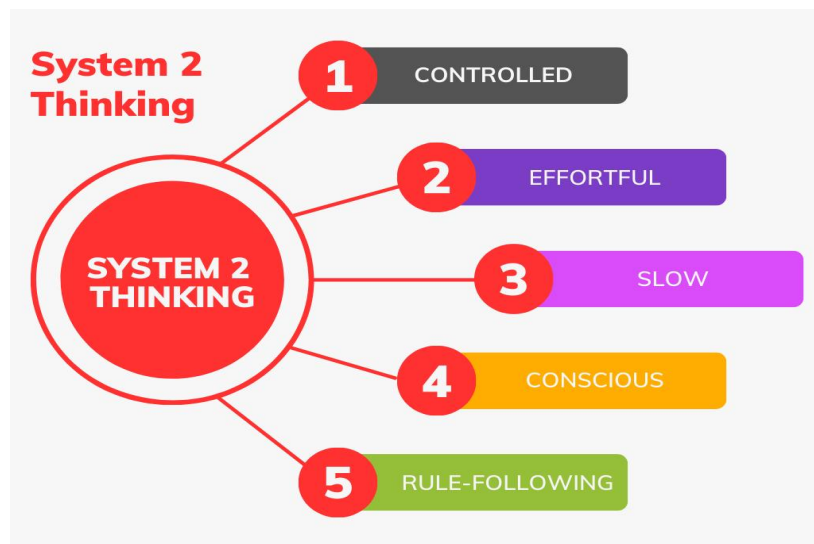 System 2
Thinking
SYSTEM 2
THINKING
1
CONTROLLED
2
EFFORTFUL
3
SLOW
4
CONSCIOUS
5
RULE-FOLLOWING